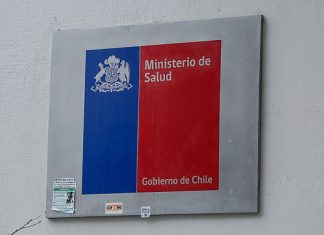 Ministerio de
Salud
Gobierno de Chile